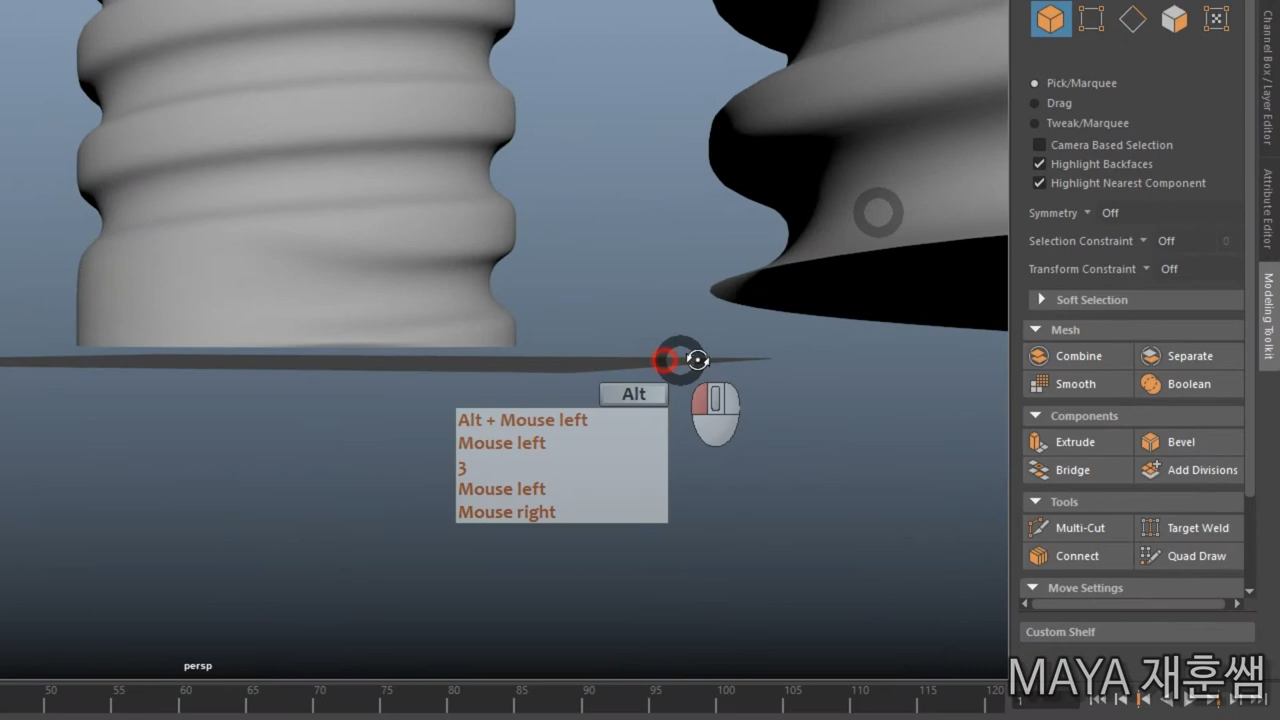 Pick/Marquee
Drag
Tweak/Marquee
Camera Based Selection
Highlight Backfaces
Highlight Nearest Component
Symmetry Off
Selection Constraint Off 0
Transform Constraint Off
Soft Selection
Mesh
Combine Separate
Smooth Boolean
Components
Extrude Bevel
Bridge Add Divisions
Tools
Multi-Cut Target Weld
Connect Quad Draw
Move Settings
Custom Shelf
Channel Box / Layer Editor
Attribute Editor
Modeling Toolkit
Alt
Alt + Mouse left
Mouse left
3
Mouse left
Mouse right
persp
50 55 60 65 70 75 80 85 90 95 100 105 110 115 120
MAYA 재훈쌤
1